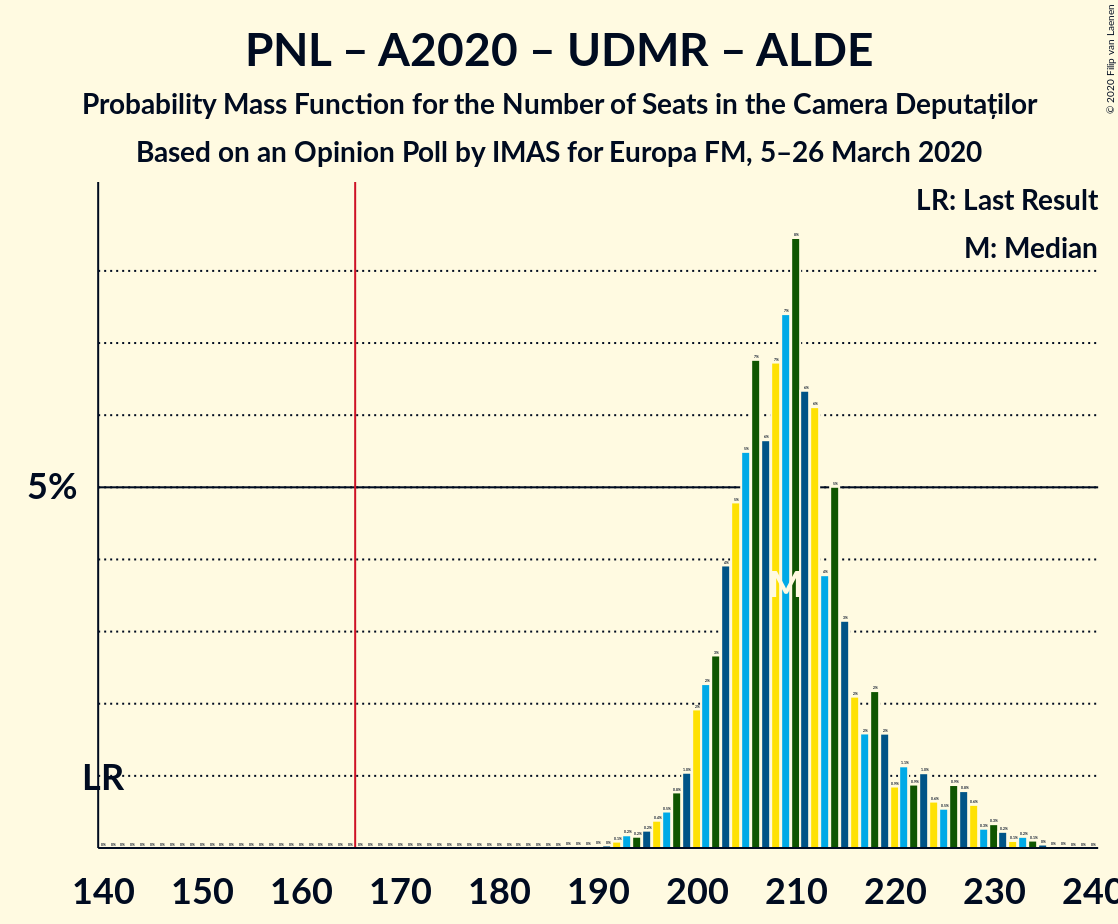 PNL – A2020 – UDMR – ALDE
Probability Mass Function for the Number of Seats in the Camera Deputaților
Based on an Opinion Poll by IMAS for Europa FM, 5–26 March 2020
© 2020 Filip van Laenen
LR: Last Result
M: Median
5%
M
LR
140 150 160 170 180 190 200 210 220 230 240